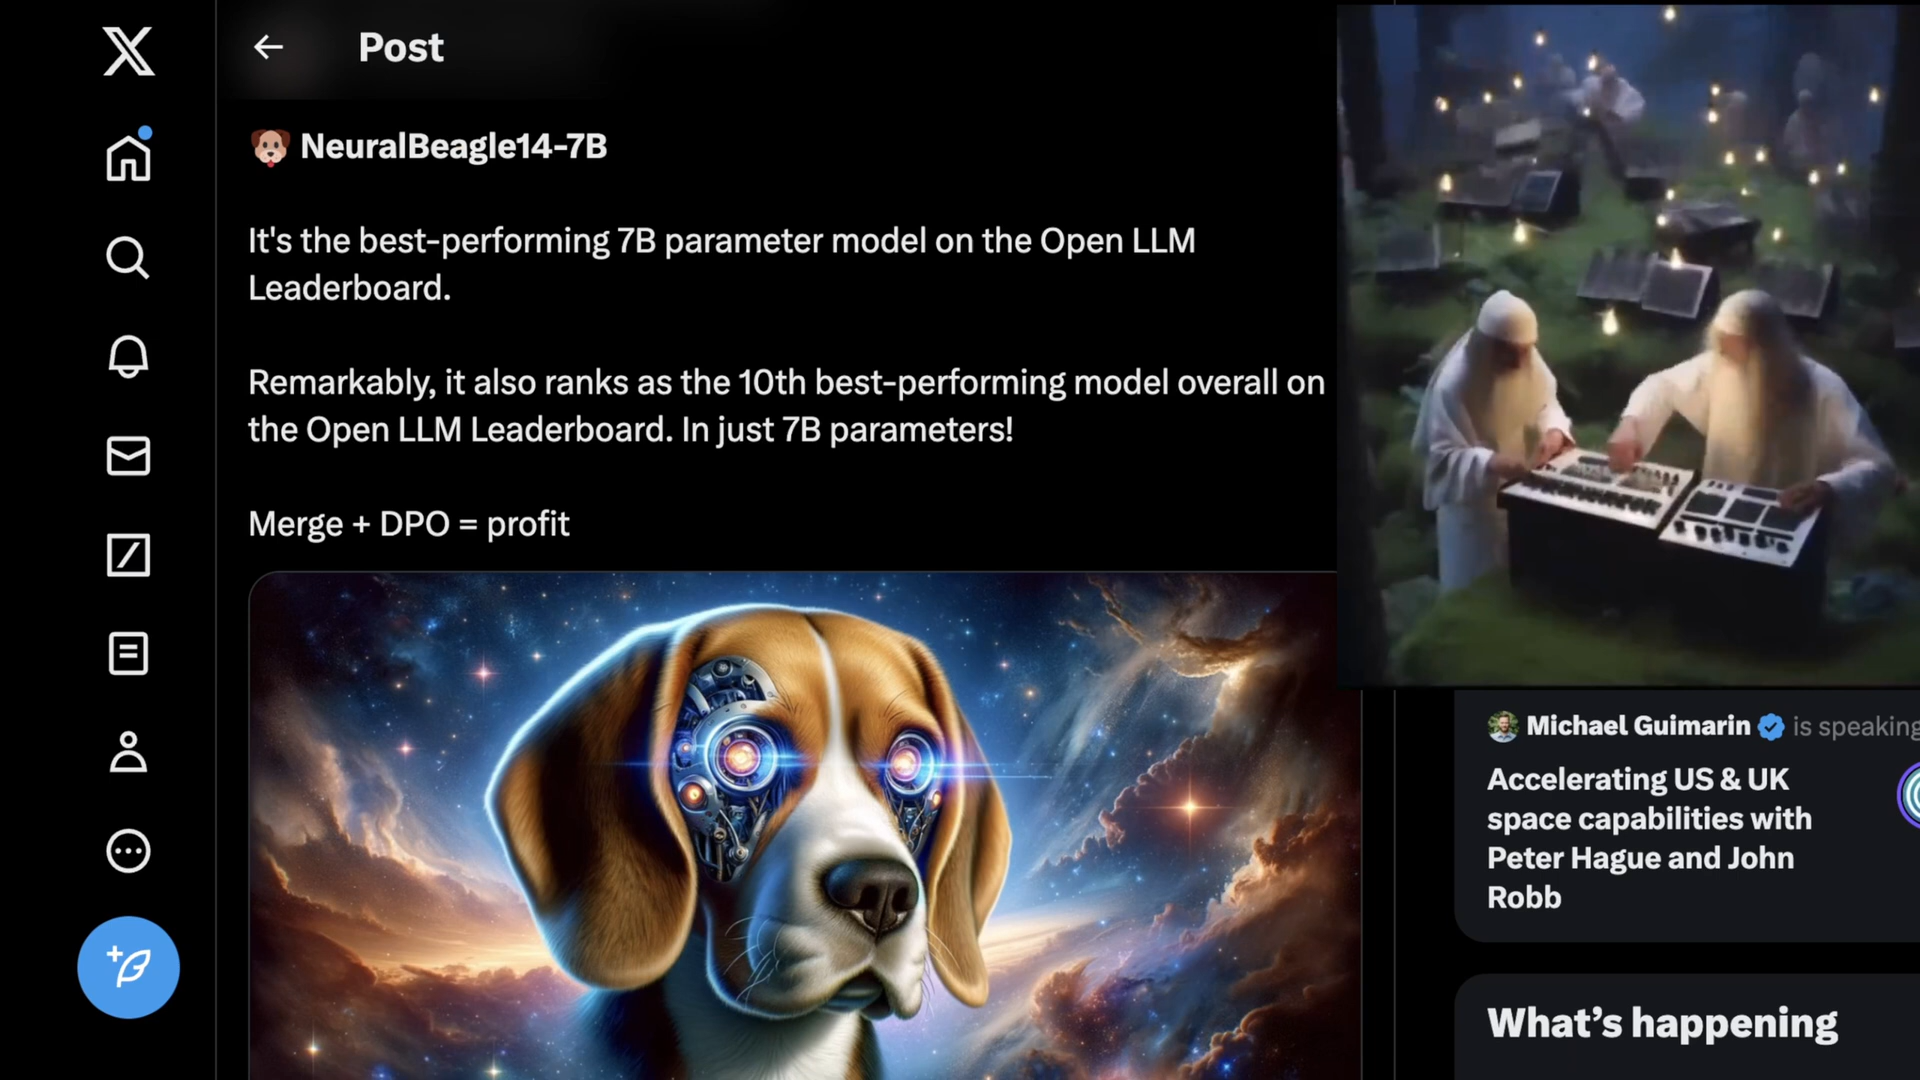 Post
NeuralBeagle14-7B
It's the best-performing 7B parameter model on the Open LLM
Leaderboard.
Remarkably, it also ranks as the 10th best-performing model overall on
the Open LLM Leaderboard. In just 7B parameters!
Merge + DPO = profit
Michael Guimarin is speaking
Accelerating US & UK
space capabilities with
Peter Hague and John
Robb
What's happening